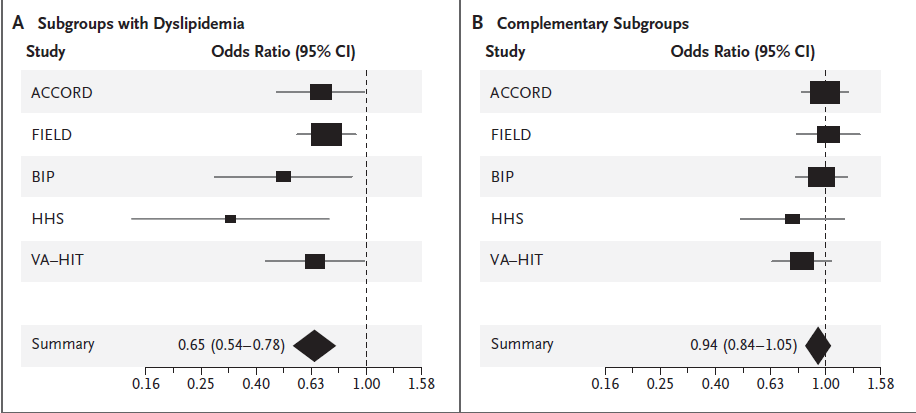 A Subgroups with Dyslipidemia
Study Odds Ratio (95% CI)
ACCORD
FIELD
BIP
HHS
VA–HIT
Summary 0.65 (0.54–0.78)
0.16 0.25 0.40 0.63 1.00 1.58
B Complementary Subgroups
Study Odds Ratio (95% CI)
ACCORD
FIELD
BIP
HHS
VA–HIT
Summary 0.94 (0.84–1.05)
0.16 0.25 0.40 0.63 1.00 1.58